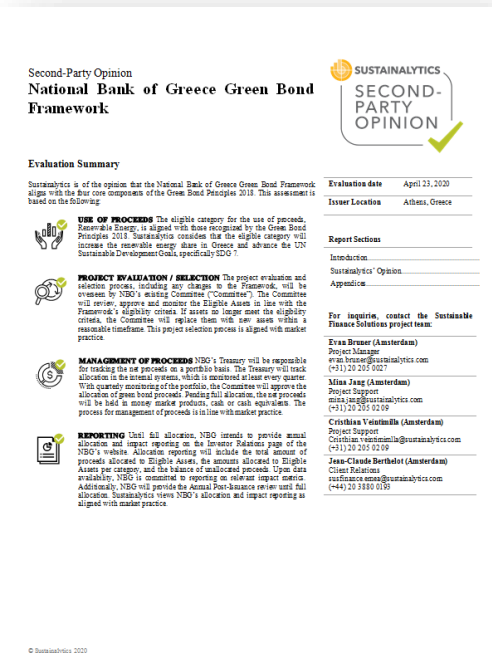 Second-Party Opinion
National Bank of Greece Green Bond
Framework
SUSTAINALYTICS
SECOND-
PARTY
OPINION
Evaluation Summary
Sustainalytics is of the opinion that the National Bank of Greece Green Bond Framework
aligns with the four core components of the Green Bond Principles 2018. This assessment is
based on the following:
USE OF PROCEEDS The eligible category for the use of proceeds,
Renewable Energy, is aligned with those recognized by the Green Bond
Principles 2018. Sustainalytics considers that the eligible category will
increase the renewable energy share in Greece and advance the UN
Sustainable Development Goals, specifically SDG 7.
PROJECT EVALUATION / SELECTION The project evaluation and
selection process, including any changes to the Framework, will be
overseen by NBG's existing Committee ("Committee"). The Committee
will review, approve and monitor the Eligible Assets in line with the
Framework's eligibility criteria. If assets no longer meet the eligibility
criteria, the Committee will replace them with new assets within a
reasonable timeframe. This project selection process is aligned with market
practice.
MANAGEMENT OF PROCEEDS NBG's Treasury will be responsible
for tracking the net proceeds on a portfolio basis. The Treasury will track
allocation in the internal systems, which is monitored at least every quarter.
With quarterly monitoring of the portfolio, the Committee will approve the
allocation of green bond proceeds. Pending full allocation, the net proceeds
will be held in money market products, cash or cash equivalents. The
process for management of proceeds is in line with market practice.
REPORTING Until full allocation, NBG intends to provide annual
allocation and impact reporting on the Investor Relations page of the
NBG's website. Allocation reporting will include the total amount of
proceeds allocated to Eligible Assets, the amounts allocated to Eligible
Assets per category, and the balance of unallocated proceeds. Upon data
availability, NBG is committed to reporting on relevant impact metrics.
Additionally, NBG will provide the Annual Post-Issuance review until full
allocation. Sustainalytics views NBG's allocation and impact reporting as
aligned with market practice.
Evaluation date April 23, 2020
Issuer Location Athens, Greece
Report Sections
Introduction
Sustainalytics' Opinion
Appendices
For inquiries, contact the Sustainable
Finance Solutions project team:
Evan Bruner (Amsterdam)
Project Manager
evan.bruner@sustainalytics.com
(+31) 20 205 0027
Mina Jang (Amsterdam)
Project Support
mina.jang@sustainalytics.com
(+31) 20 205 0209
Cristhian Veintimilla (Amsterdam)
Project Support
Cristhian.veintimilla@sustainalytics.com
(+31) 20 205 0209
Jean-Claude Berthelot (Amsterdam)
Client Relations
susfinance.emea@sustainalytics.com
(+44) 20 3880 0193
© Sustainalytics 2020